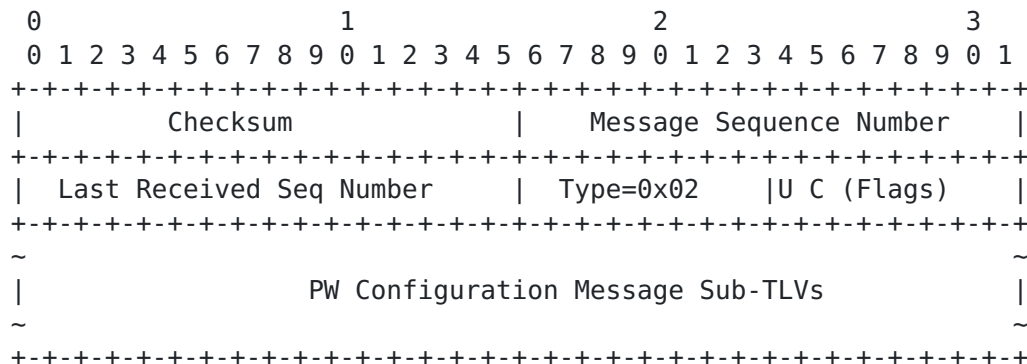 0                   1                   2                   3
 0 1 2 3 4 5 6 7 8 9 0 1 2 3 4 5 6 7 8 9 0 1 2 3 4 5 6 7 8 9 0 1
+-+-+-+-+-+-+-+-+-+-+-+-+-+-+-+-+-+-+-+-+-+-+-+-+-+-+-+-+-+-+-+-+
|         Checksum              |    Message Sequence Number    |
+-+-+-+-+-+-+-+-+-+-+-+-+-+-+-+-+-+-+-+-+-+-+-+-+-+-+-+-+-+-+-+-+
|  Last Received Seq Number     |  Type=0x02    |U C (Flags)    |
+-+-+-+-+-+-+-+-+-+-+-+-+-+-+-+-+-+-+-+-+-+-+-+-+-+-+-+-+-+-+-+-+
~                                                               ~
|                  PW Configuration Message Sub-TLVs            |
~                                                               ~
+-+-+-+-+-+-+-+-+-+-+-+-+-+-+-+-+-+-+-+-+-+-+-+-+-+-+-+-+-+-+-+-+